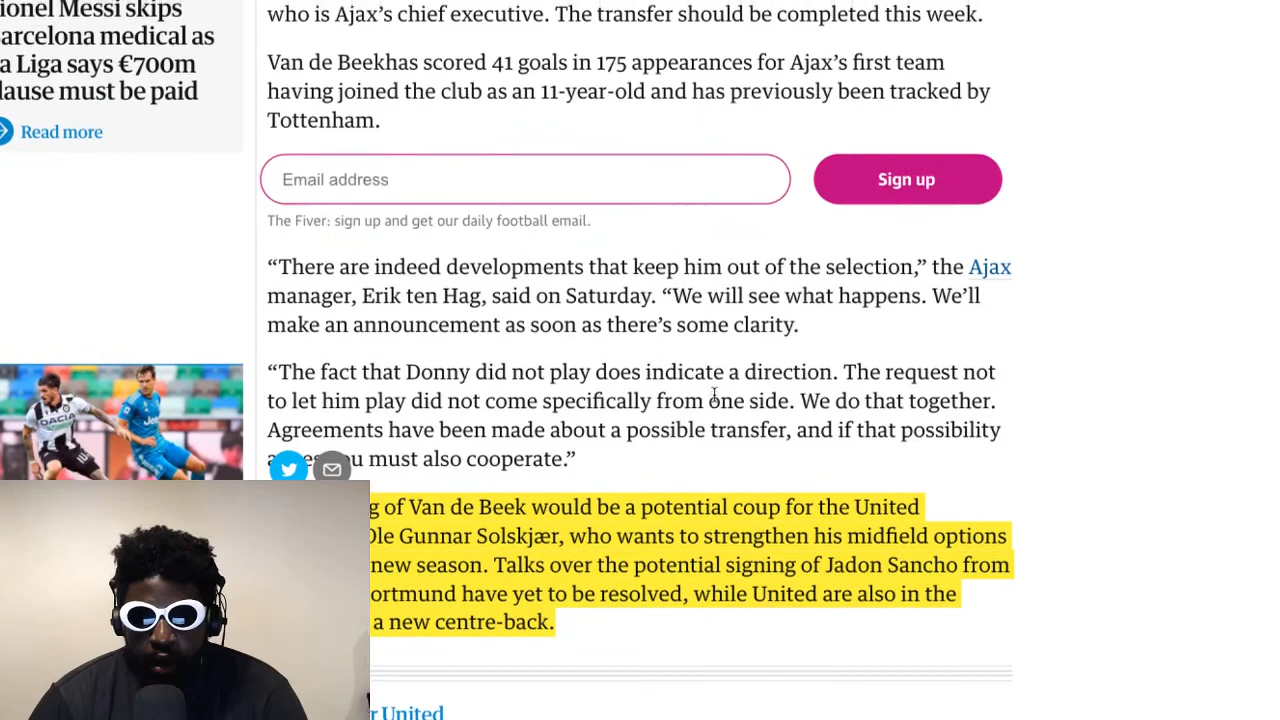 ionel Messi skips
arcelona medical as
a Liga says €700m
lause must be paid
Read more
who is Ajax’s chief executive. The transfer should be completed this week.
Van de Beekhas scored 41 goals in 175 appearances for Ajax’s first team
having joined the club as an 11-year-old and has previously been tracked by
Tottenham.
Email address
Sign up
The Fiver: sign up and get our daily football email.
“There are indeed developments that keep him out of the selection,” the Ajax
manager, Erik ten Hag, said on Saturday. “We will see what happens. We’ll
make an announcement as soon as there’s some clarity.
“The fact that Donny did not play does indicate a direction. The request not
to let him play did not come specifically from one side. We do that together.
Agreements have been made about a possible transfer, and if that possibility
u must also cooperate.”
g of Van de Beek would be a potential coup for the United
Ole Gunnar Solskjær, who wants to strengthen his midfield options
new season. Talks over the potential signing of Jadon Sancho from
ortmund have yet to be resolved, while United are also in the
a new centre-back.
r United
DACIA